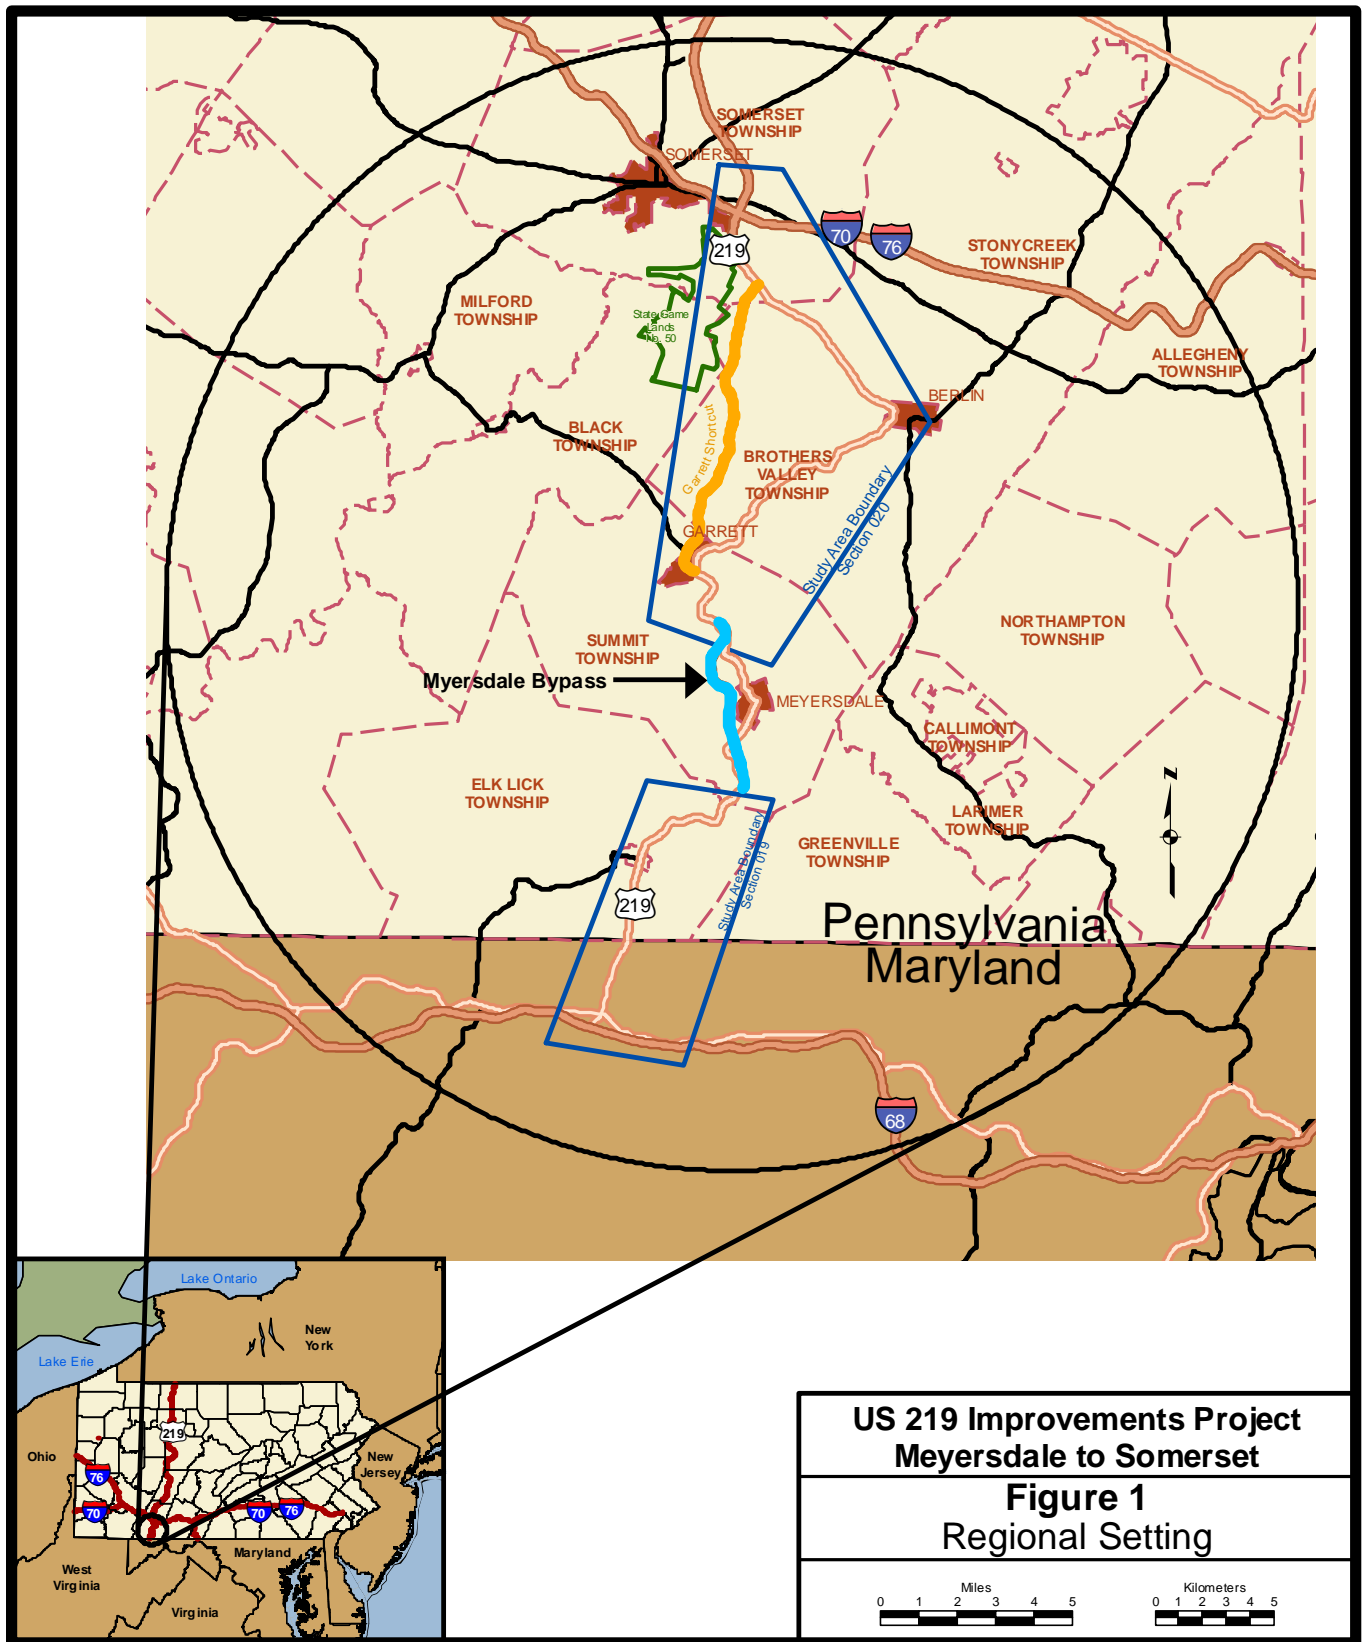 SOMERSET
TOWNSHIP
SOMERSET
70
76
219
STONYCREEK
TOWNSHIP
MILFORD
TOWNSHIP
State Game
Lands
No. 50
ALLEGHENY
TOWNSHIP
BERLIN
Garrett Shortcut
BLACK
TOWNSHIP
BROTHERS
VALLEY
TOWNSHIP
Study Area Boundary
Section 020
GARRETT
NORTHAMPTON
TOWNSHIP
SUMMIT
TOWNSHIP
Myersdale Bypass
MEYERSDALE
CALLIMONT
TOWNSHIP
ELK LICK
TOWNSHIP
N
LARIMER
TOWNSHIP
GREENVILLE
TOWNSHIP
Study Area Boundary
Section 019
219
Pennsylvania
Maryland
68
Lake Ontario
New
York
Lake Erie
219
Ohio
76
70
70
76
New
Jersey
Maryland
West
Virginia
Virginia
US 219 Improvements Project
Meyersdale to Somerset
Figure 1
Regional Setting
Miles
0 1 2 3 4 5
Kilometers
0 1 2 3 4 5